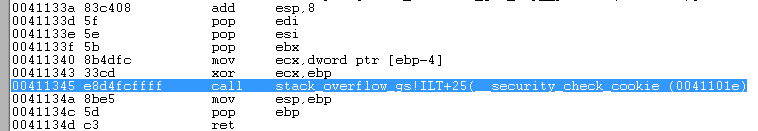 0041133a 83c408 add esp,8
0041133d 5f pop edi
0041133e 5e pop esi
0041133f 5b pop ebx
00411340 8b4dfc mov ecx,dword ptr [ebp-4]
00411343 33cd xor ecx,ebp
00411345 e8d4fcffff call stack_overflow_gs!ILT+25(__security_check_cookie (0041101e)
0041134a 8be5 mov esp,ebp
0041134c 5d pop ebp
0041134d c3 ret